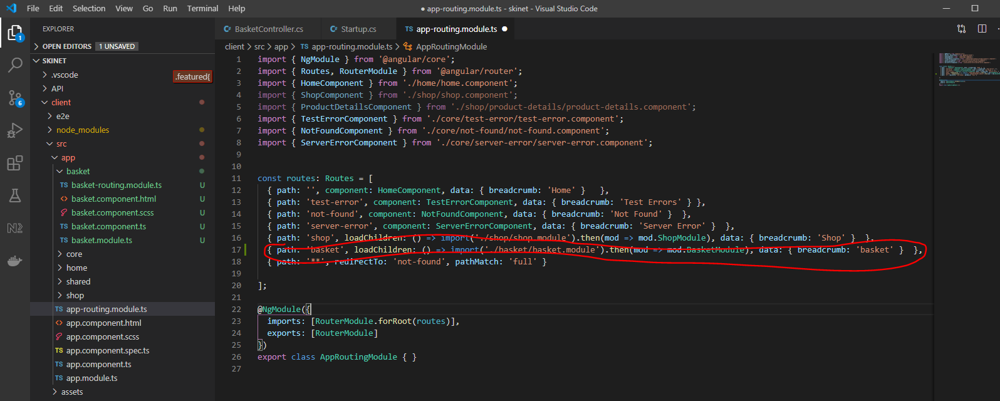 File Edit Selection View Go Run Terminal Help
● app-routing.module.ts - skinet - Visual Studio Code
EXPLORER
OPEN EDITORS 1 UNSAVED
SKINET
.vscode
.featured{
API
client
e2e
node_modules
src
app
basket
TS basket-routing.module.ts U
<> basket.component.html U
basket.component.scss U
TS basket.component.ts U
TS basket.module.ts U
core
home
shared
shop
TS app-routing.module.ts
<> app.component.html
app.component.scss
TS app.component.spec.ts
TS app.component.ts
TS app.module.ts
assets
1
6
N2
C# BasketController.cs C# Startup.cs TS app-routing.module.ts ●
client > src > app > TS app-routing.module.ts > AppRoutingModule
1 import { NgModule } from '@angular/core';
2 import { Routes, RouterModule } from '@angular/router';
3 import { HomeComponent } from './home/home.component';
4 import { ShopComponent } from './shop/shop.component';
5 import { ProductDetailsComponent } from './shop/product-details/product-details.component';
6 import { TestErrorComponent } from './core/test-error/test-error.component';
7 import { NotFoundComponent } from './core/not-found/not-found.component';
8 import { ServerErrorComponent } from './core/server-error/server-error.component';
9
10
11 const routes: Routes = [
12 { path: '', component: HomeComponent, data: { breadcrumb: 'Home' }   },
13 { path: 'test-error', component: TestErrorComponent, data: { breadcrumb: 'Test Errors' } },
14 { path: 'not-found', component: NotFoundComponent, data: { breadcrumb: 'Not Found' }  },
15 { path: 'server-error', component: ServerErrorComponent, data: { breadcrumb: 'Server Error' }  },
16 { path: 'shop', loadChildren: () => import('./shop/shop.module').then(mod => mod.ShopModule), data: { breadcrumb: 'Shop' }  },
17 { path: 'basket', loadChildren: () => import('./basket/basket.module').then(mod => mod.BasketModule), data: { breadcrumb: 'basket' }  },
18 { path: '**', redirectTo: 'not-found', pathMatch: 'full' }
19
20 ];
21
22 @NgModule({
23 imports: [RouterModule.forRoot(routes)],
24 exports: [RouterModule]
25 })
26 export class AppRoutingModule { }
27